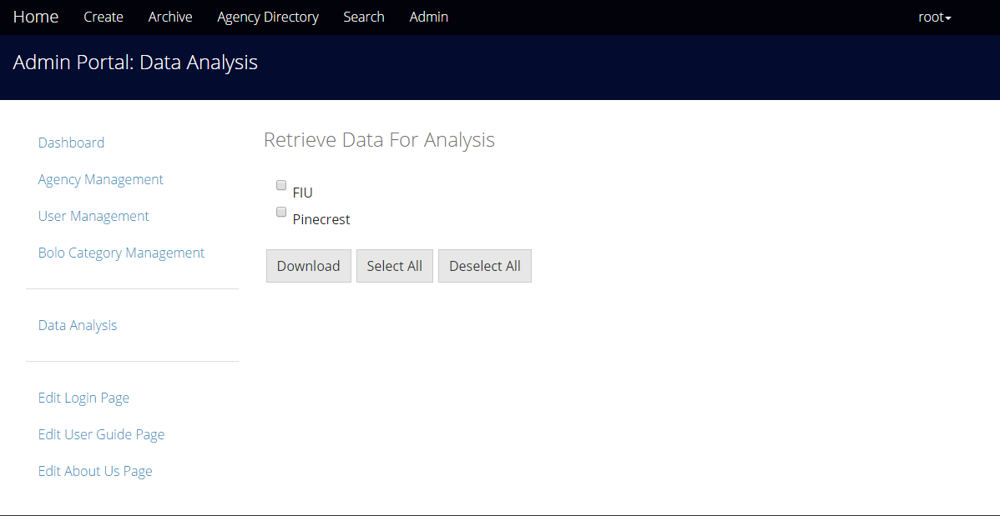 Home Create Archive Agency Directory Search Admin root
Admin Portal: Data Analysis
Dashboard
Agency Management
User Management
Bolo Category Management
Data Analysis
Edit Login Page
Edit User Guide Page
Edit About Us Page
Retrieve Data For Analysis
FIU
Pinecrest
Download Select All Deselect All